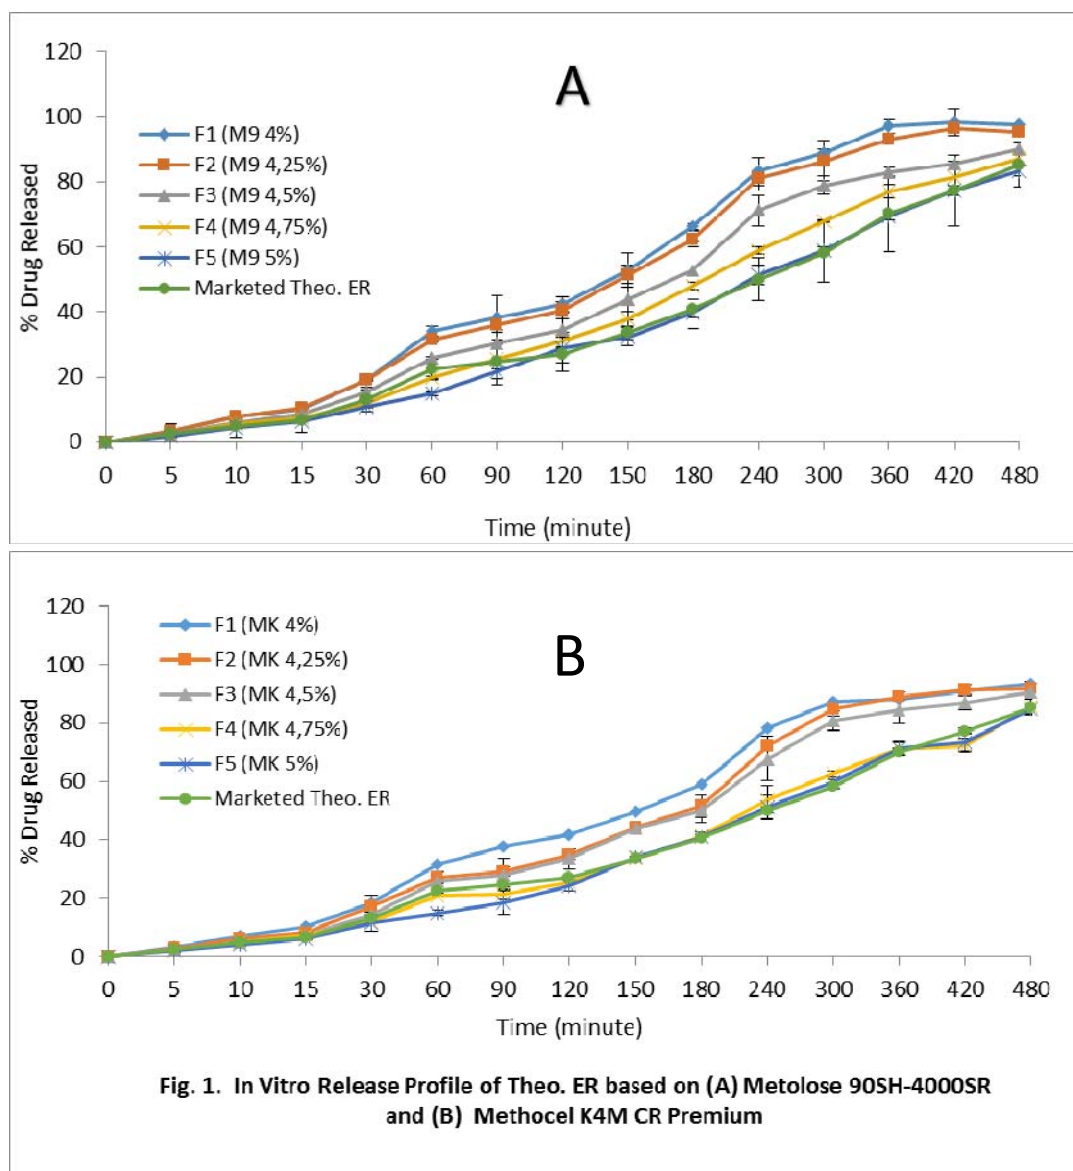 A
120
100
80
60
40
20
0
% Drug Released
F1 (M9 4%)
F2 (M9 4,25%)
F3 (M9 4,5%)
F4 (M9 4,75%)
F5 (M9 5%)
Marketed Theo. ER
0 5 10 15 30 60 90 120 150 180 240 300 360 420 480
Time (minute)
B
120
100
80
60
40
20
0
% Drug Released
F1 (MK 4%)
F2 (MK 4,25%)
F3 (MK 4,5%)
F4 (MK 4,75%)
F5 (MK 5%)
Marketed Theo. ER
0 5 10 15 30 60 90 120 150 180 240 300 360 420 480
Time (minute)
Fig. 1. In Vitro Release Profile of Theo. ER based on (A) Metolose 90SH-4000SR
and (B) Methocel K4M CR Premium